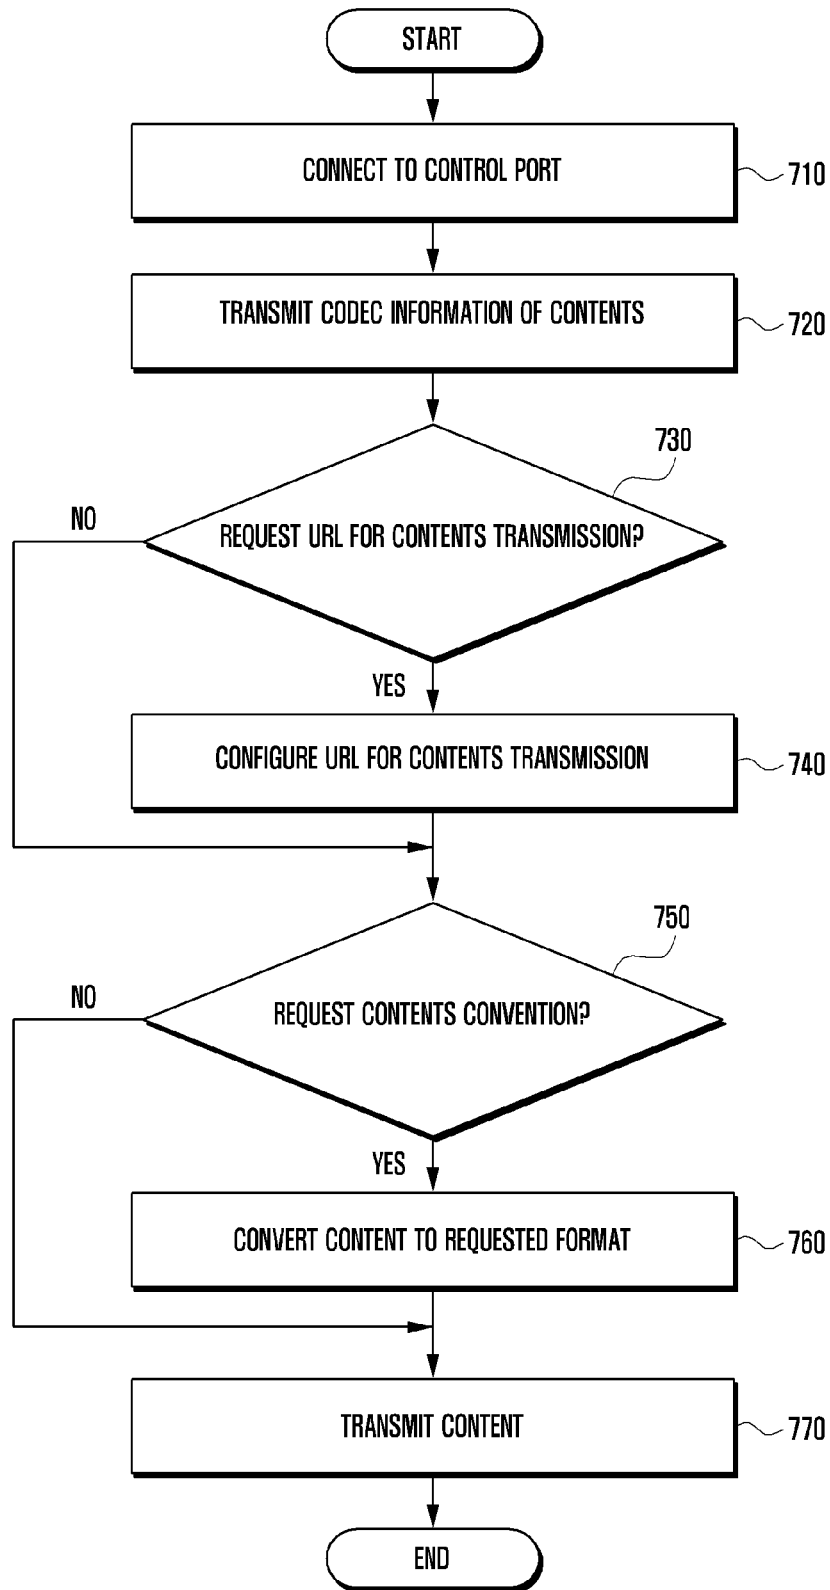 START
CONNECT TO CONTROL PORT
710
TRANSMIT CODEC INFORMATION OF CONTENTS
720
730
REQUEST URL FOR CONTENTS TRANSMISSION?
NO
YES
CONFIGURE URL FOR CONTENTS TRANSMISSION
740
750
REQUEST CONTENTS CONVENTION?
NO
YES
CONVERT CONTENT TO REQUESTED FORMAT
760
TRANSMIT CONTENT
770
END